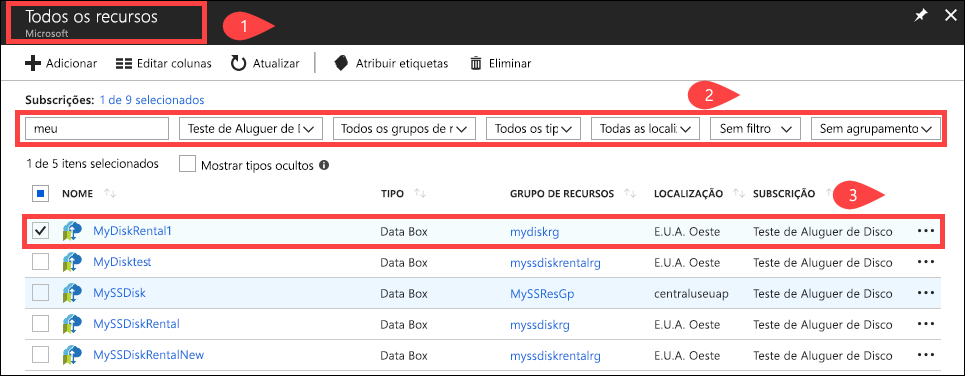 Todos os recursos
Microsoft
1
Adicionar Editar colunas Atualizar Atribuir etiquetas Eliminar
Subscrições: 1 de 9 selecionados
2
meu Teste de Aluguer de D Todos os grupos de r Todos os tip Todas as locali: Sem filtro Sem agrupamento
1 de 5 itens selecionados Mostrar tipos ocultos
NOME TIPO GRUPO DE RECURSOS LOCALIZAÇÃO SUBSCRIÇÃO
3
MyDiskRental1 Data Box mydiskrg E.U.A. Oeste Teste de Aluguer de Disco
MyDisktest Data Box myssdiskrentalrg E.U.A. Oeste Teste de Aluguer de Disco
MySSDisk Data Box MySSResGp centraluseuap Teste de Aluguer de Disco
MySSDiskRental Data Box myssdiskrg E.U.A. Oeste Teste de Aluguer de Disco
MySSDiskRentalNew Data Box myssdiskrentalrg E.U.A. Oeste Teste de Aluguer de Disco